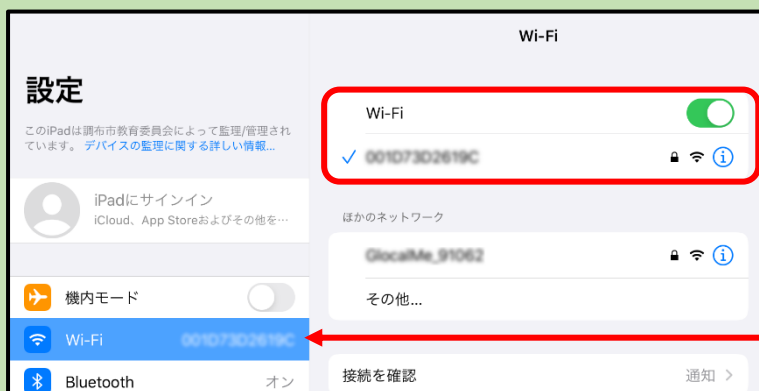 Wi-Fi
設定
このiPadは調布市教育委員会によって監理/管理され
ています。デバイスの監理に関する詳しい情報...
iPadにサインイン
iCloud、App Storeおよびその他を…
機内モード
Wi-Fi 001D73D2619C
Bluetooth オン
Wi-Fi
001D73D2619C
ほかのネットワーク
GlocalMe_91062
その他...
接続を確認 通知